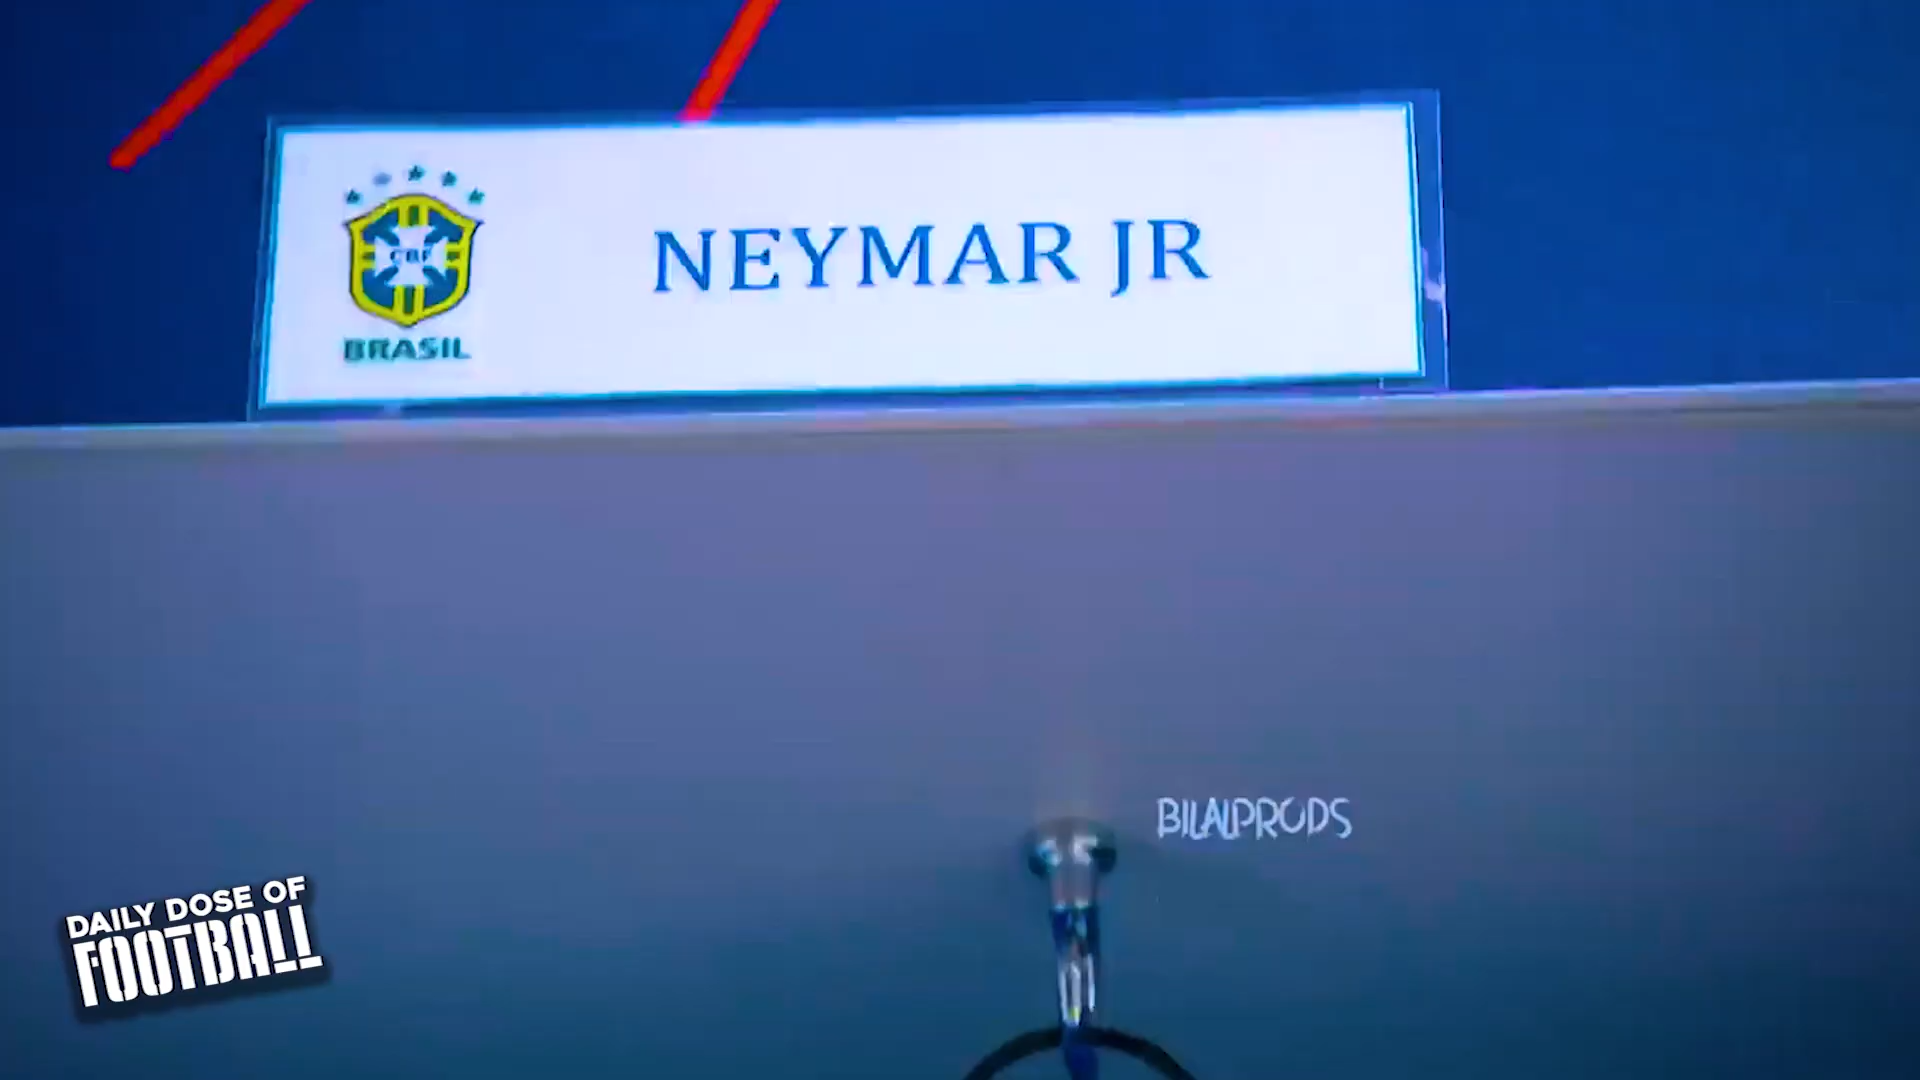 NEYMAR JR
CBF
BRASIL
BILALPRODS
DAILY DOSE OF
FOOTBALL